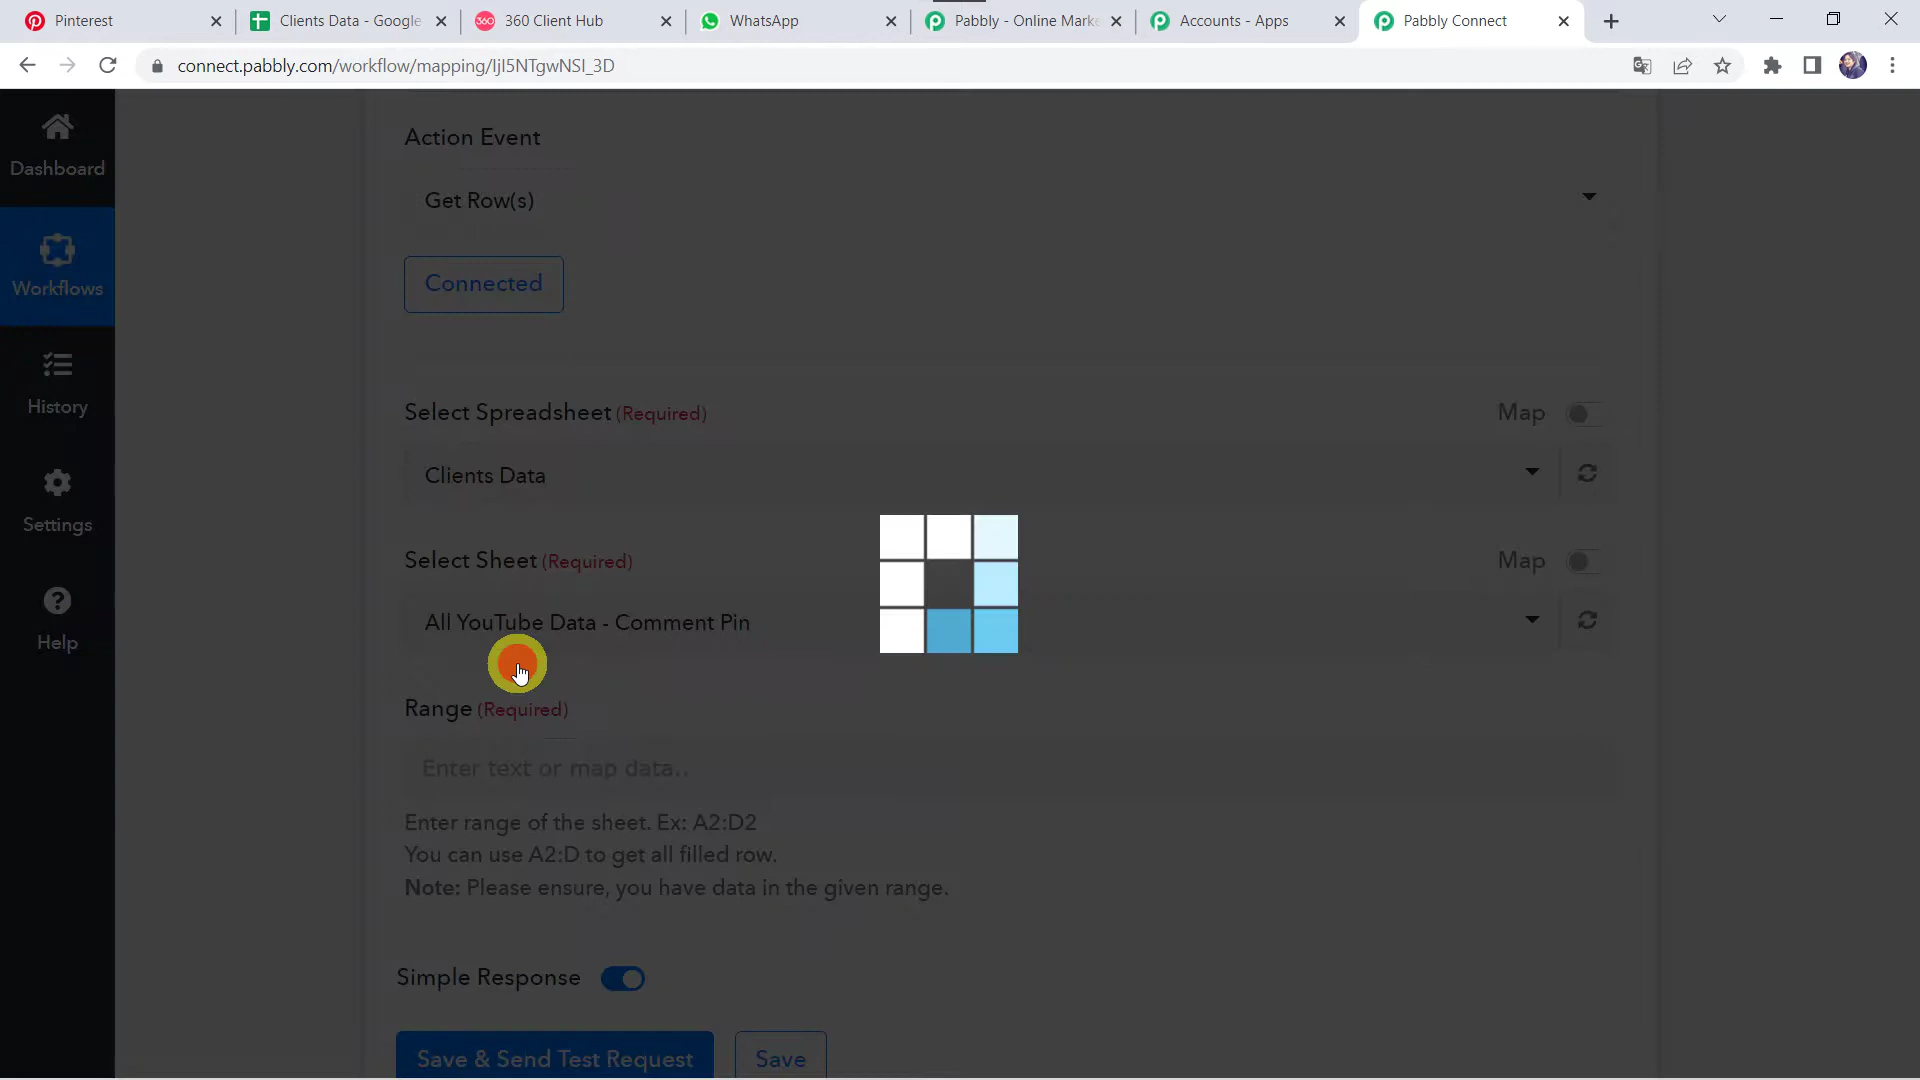 Pinterest
Clients Data - Google
360 Client Hub
WhatsApp
Pabbly - Online Marke
Accounts - Apps
Pabbly Connect
connect.pabbly.com/workflow/mapping/IjI5NTgwNSI_3D
Dashboard
Workflows
History
Settings
Help
Action Event
Get Row(s)
Connected
Select Spreadsheet (Required)
Map
Clients Data
Select Sheet (Required)
Map
All YouTube Data - Comment Pin
Range (Required)
Enter text or map data..
Enter range of the sheet. Ex: A2:D2
You can use A2:D to get all filled row.
Note: Please ensure, you have data in the given range.
Simple Response
Save & Send Test Request
Save